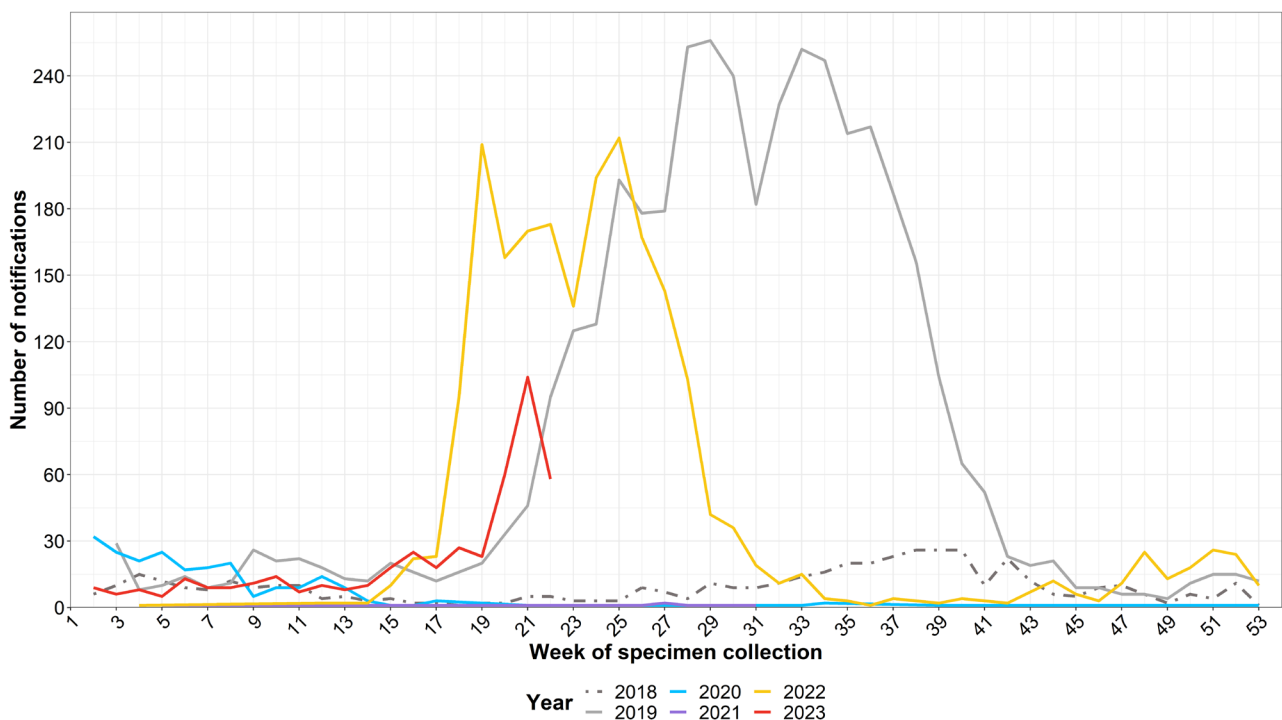 Number of notifications
240
210
180
150
120
90
60
30
0
1 3 5 7 9 11 13 15 17 19 21 23 25 27 29 31 33 35 37 39 41 43 45 47 49 51 53
Week of specimen collection
Year 2018 2020 2022
2019 2021 2023